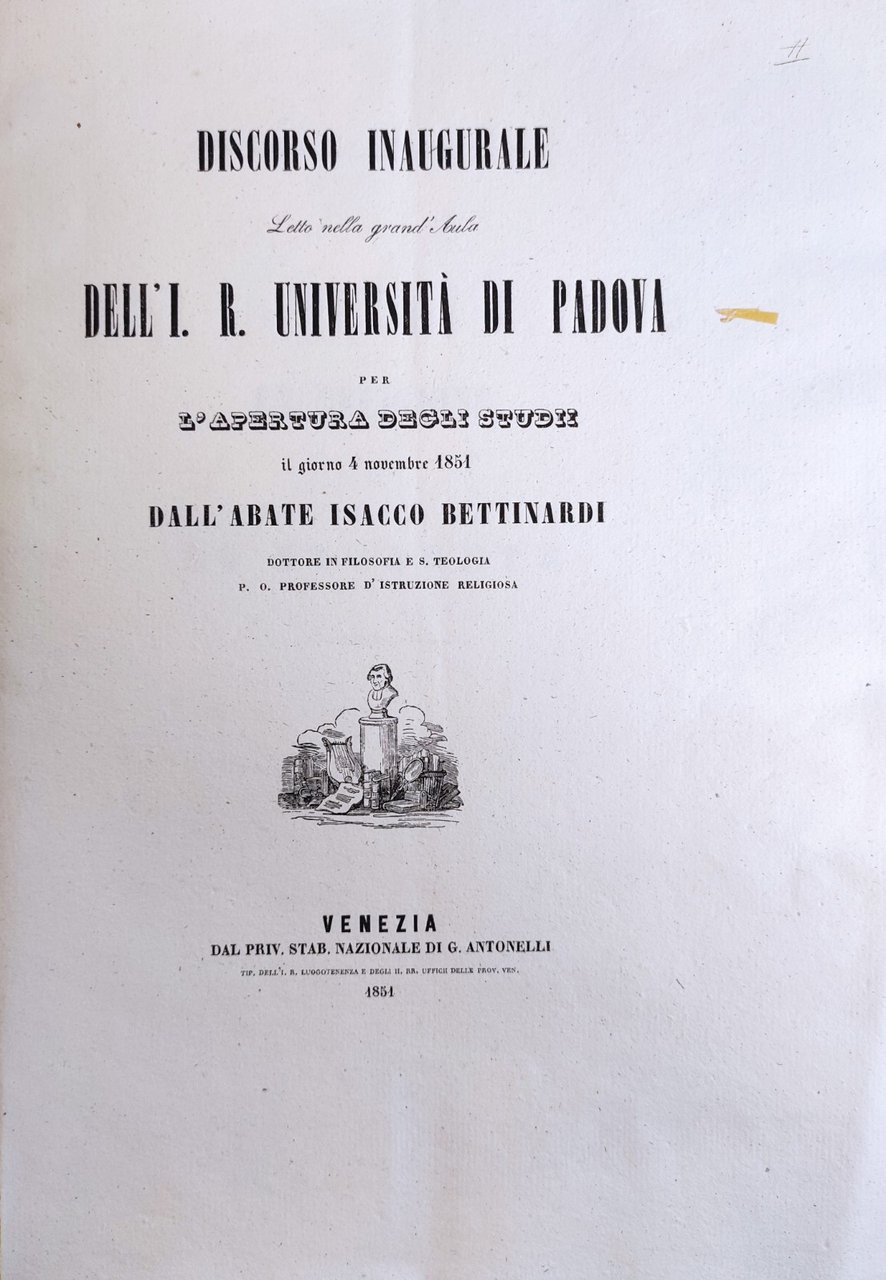 DISCORSO INAUGURALE
Letto nella grand'Aula
DELL'I. R. UNIVERSITÀ DI PADOVA
PER
L'APERTURA DEGLI STUDII
il giorno 4 novembre 1851
DALL'ABATE ISACCO BETTINARDI
DOTTORE IN FILOSOFIA E S. TEOLOGIA
P. O. PROFESSORE D' ISTRUZIONE RELIGIOSA
VENEZIA
DAL PRIV. STAB. NAZIONALE DI G. ANTONELLI
TIP. DELL'I. R. LUOGOTENENZA E DEGLI II. RR. UFFICII DELLE PROV. VEN.
1851